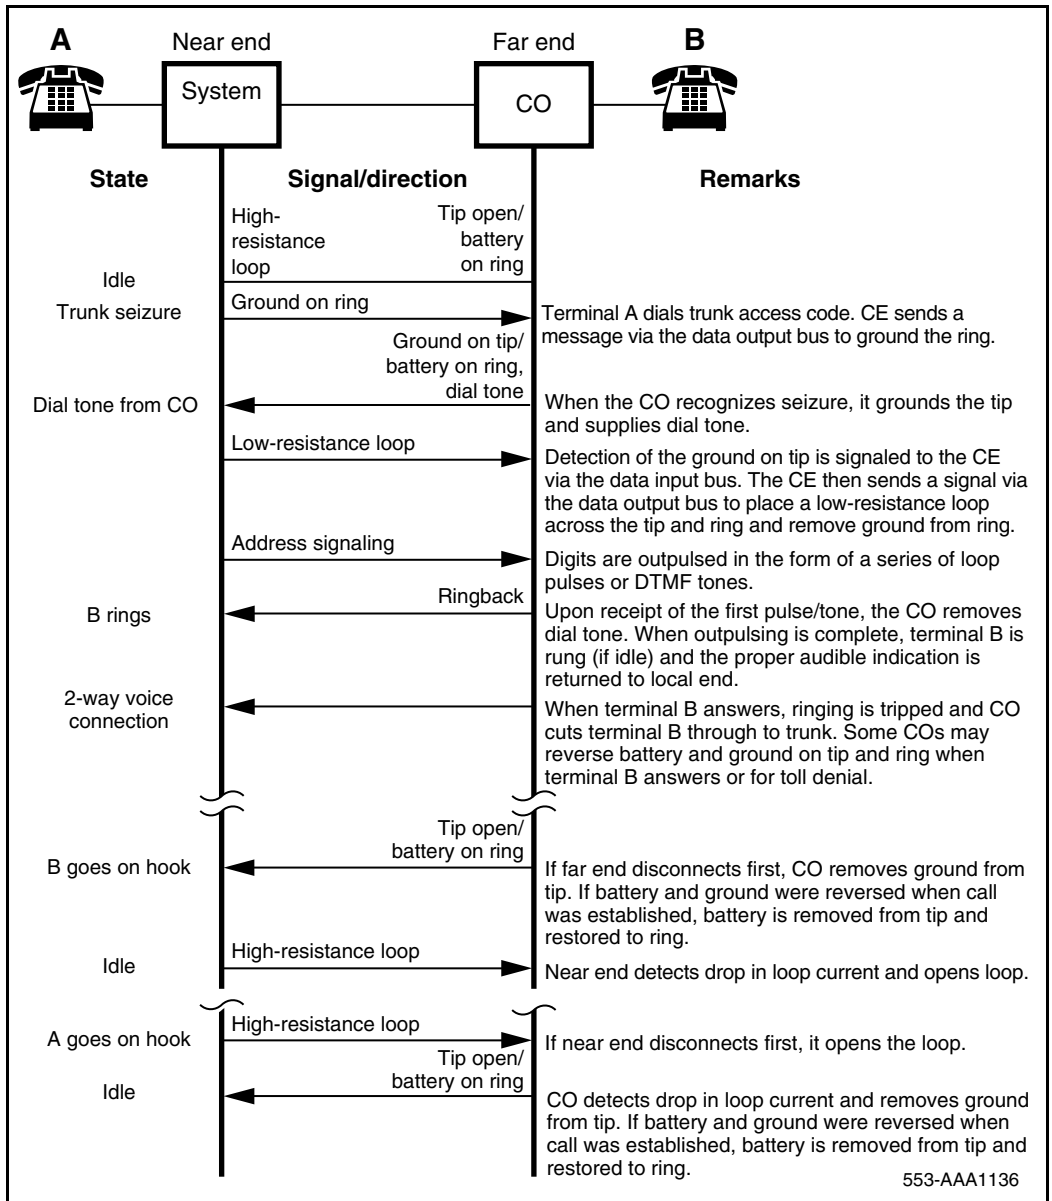 A
Near end
Far end
B
System
CO
State
Signal/direction
Remarks
High-
resistance
loop
Tip open/
battery
on ring
Idle
Trunk seizure
Ground on ring
Terminal A dials trunk access code. CE sends a
message via the data output bus to ground the ring.
Ground on tip/
battery on ring,
dial tone
Dial tone from CO
When the CO recognizes seizure, it grounds the tip
and supplies dial tone.
Low-resistance loop
Detection of the ground on tip is signaled to the CE
via the data input bus. The CE then sends a signal via
the data output bus to place a low-resistance loop
across the tip and ring and remove ground from ring.
Address signaling
Digits are outpulsed in the form of a series of loop
pulses or DTMF tones.
Ringback
B rings
Upon receipt of the first pulse/tone, the CO removes
dial tone. When outpulsing is complete, terminal B is
rung (if idle) and the proper audible indication is
returned to local end.
2-way voice
connection
When terminal B answers, ringing is tripped and CO
cuts terminal B through to trunk. Some COs may
reverse battery and ground on tip and ring when
terminal B answers or for toll denial.
Tip open/
battery on ring
B goes on hook
If far end disconnects first, CO removes ground from
tip. If battery and ground were reversed when call
was established, battery is removed from tip and
restored to ring.
Idle
High-resistance loop
Near end detects drop in loop current and opens loop.
A goes on hook
High-resistance loop
If near end disconnects first, it opens the loop.
Tip open/
battery on ring
Idle
CO detects drop in loop current and removes ground
from tip. If battery and ground were reversed when
call was established, battery is removed from tip and
restored to ring.
553-AAA1136